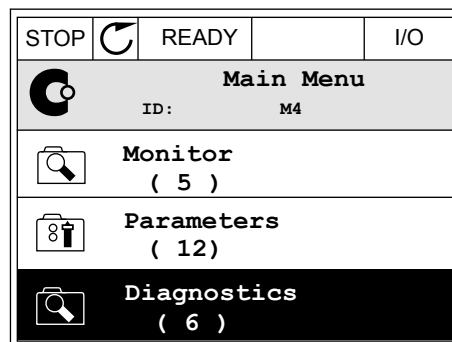 STOP READY I/O
Main Menu
ID: M4
Monitor
( 5 )
Parameters
( 12)
Diagnostics
( 6 )